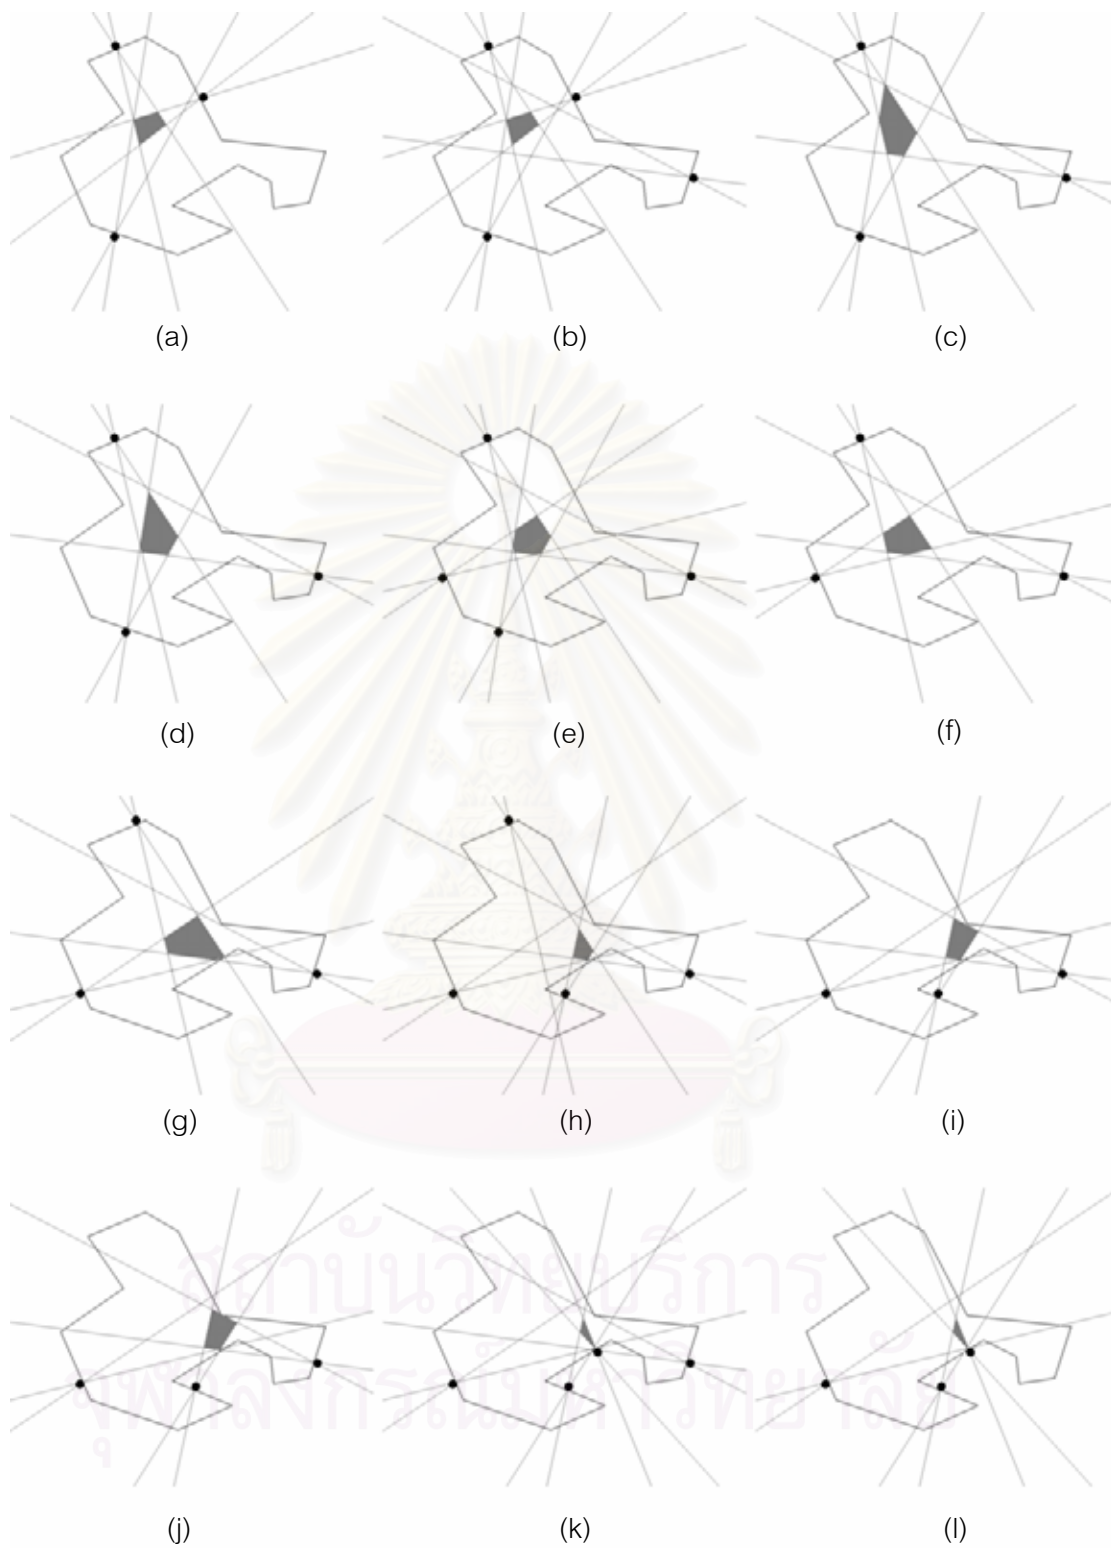 (a) (b) (c)
(d) (e) (f)
(g) (h) (i)
สถาบันวิทยบริการ
จุฬาลงกรณ์มหาวิทยาลัย
(j) (k) (l)